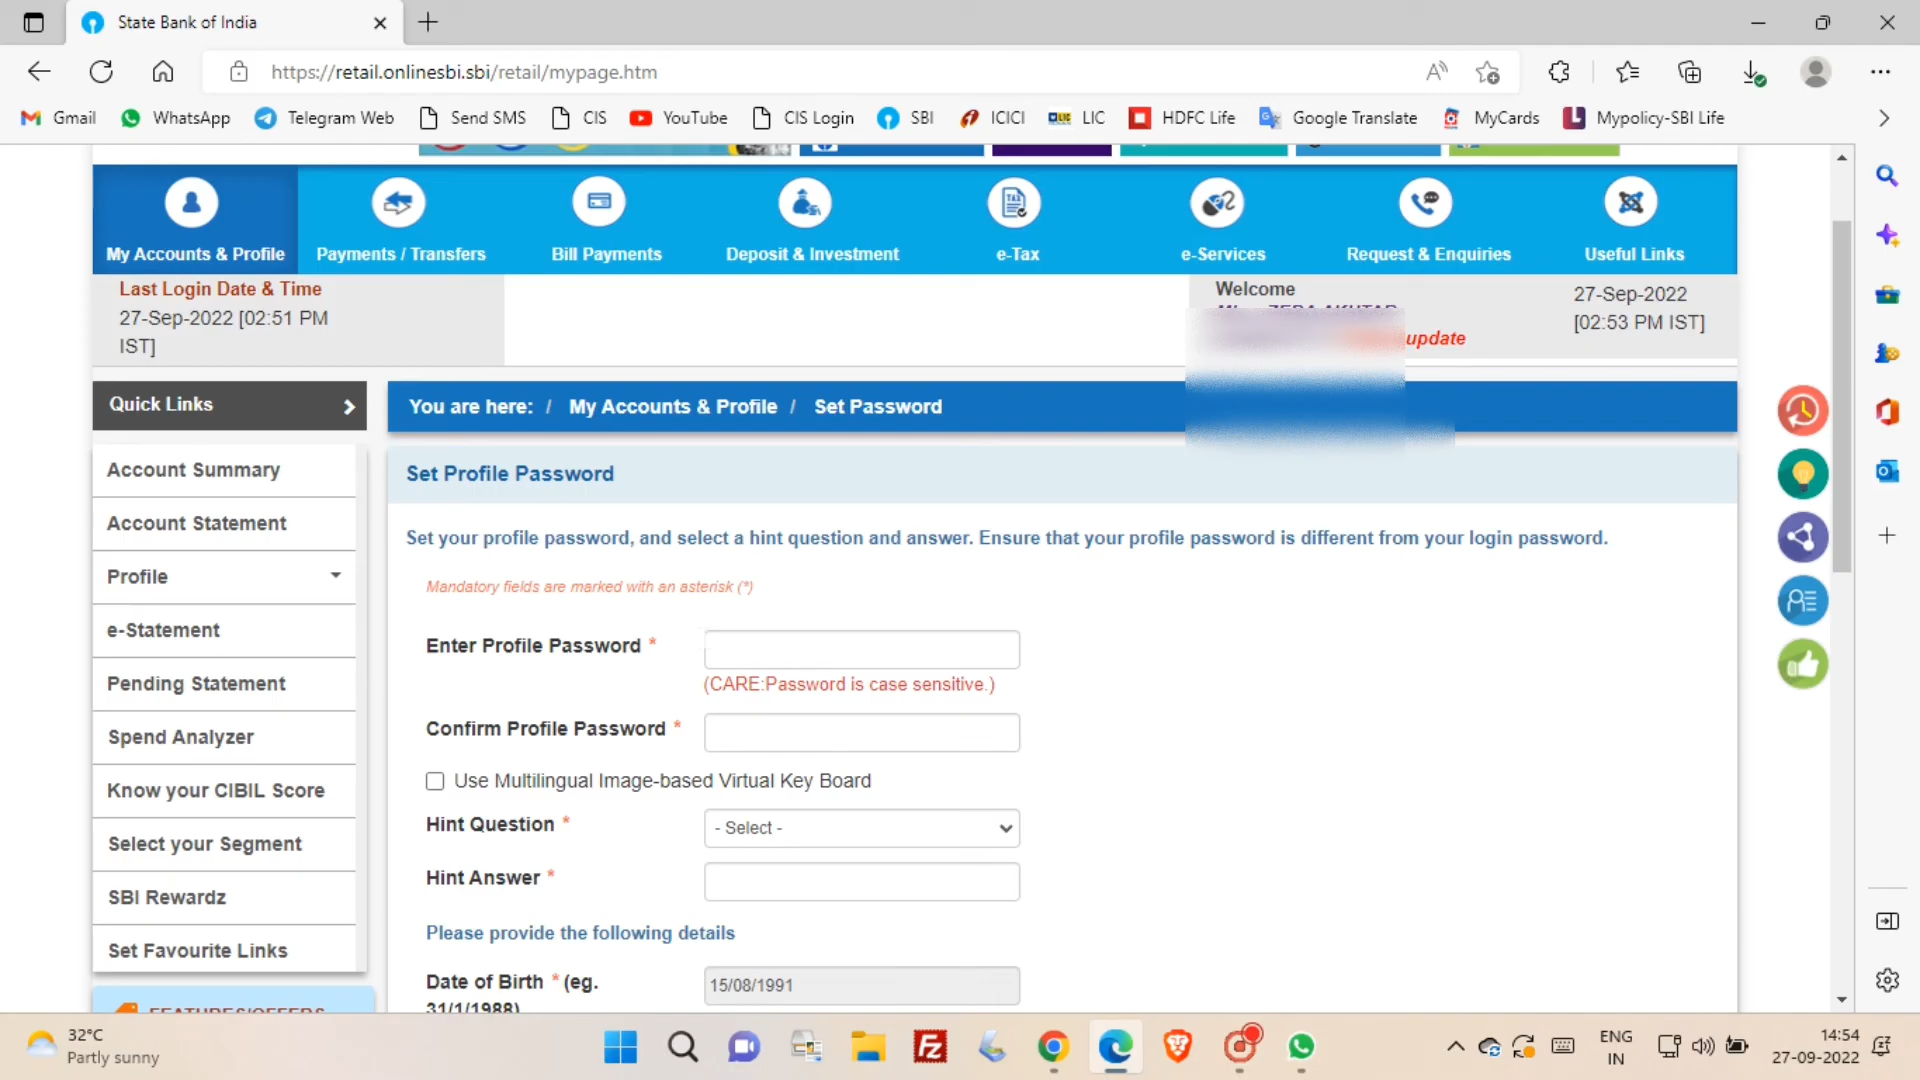 State Bank of India
https://retail.onlinesbi.sbi/retail/mypage.htm
Gmail WhatsApp Telegram Web Send SMS CIS YouTube CIS Login SBI ICICI LIC HDFC Life Google Translate MyCards Mypolicy-SBI Life
My Accounts & Profile Payments / Transfers Bill Payments Deposit & Investment e-Tax e-Services Request & Enquiries Useful Links
Last Login Date & Time
27-Sep-2022 [02:51 PM
IST]
Welcome
update
27-Sep-2022
[02:53 PM IST]
Quick Links
You are here: / My Accounts & Profile / Set Password
Account Summary
Account Statement
Profile
e-Statement
Pending Statement
Spend Analyzer
Know your CIBIL Score
Select your Segment
SBI Rewardz
Set Favourite Links
FEATURES/OFFERS
Set Profile Password
Set your profile password, and select a hint question and answer. Ensure that your profile password is different from your login password.
Mandatory fields are marked with an asterisk (*)
Enter Profile Password *
(CARE:Password is case sensitive.)
Confirm Profile Password *
Use Multilingual Image-based Virtual Key Board
Hint Question * - Select -
Hint Answer *
Please provide the following details
Date of Birth * (eg. 15/08/1991
31/1/1988)
32°C
Partly sunny
ENG
IN
14:54
27-09-2022